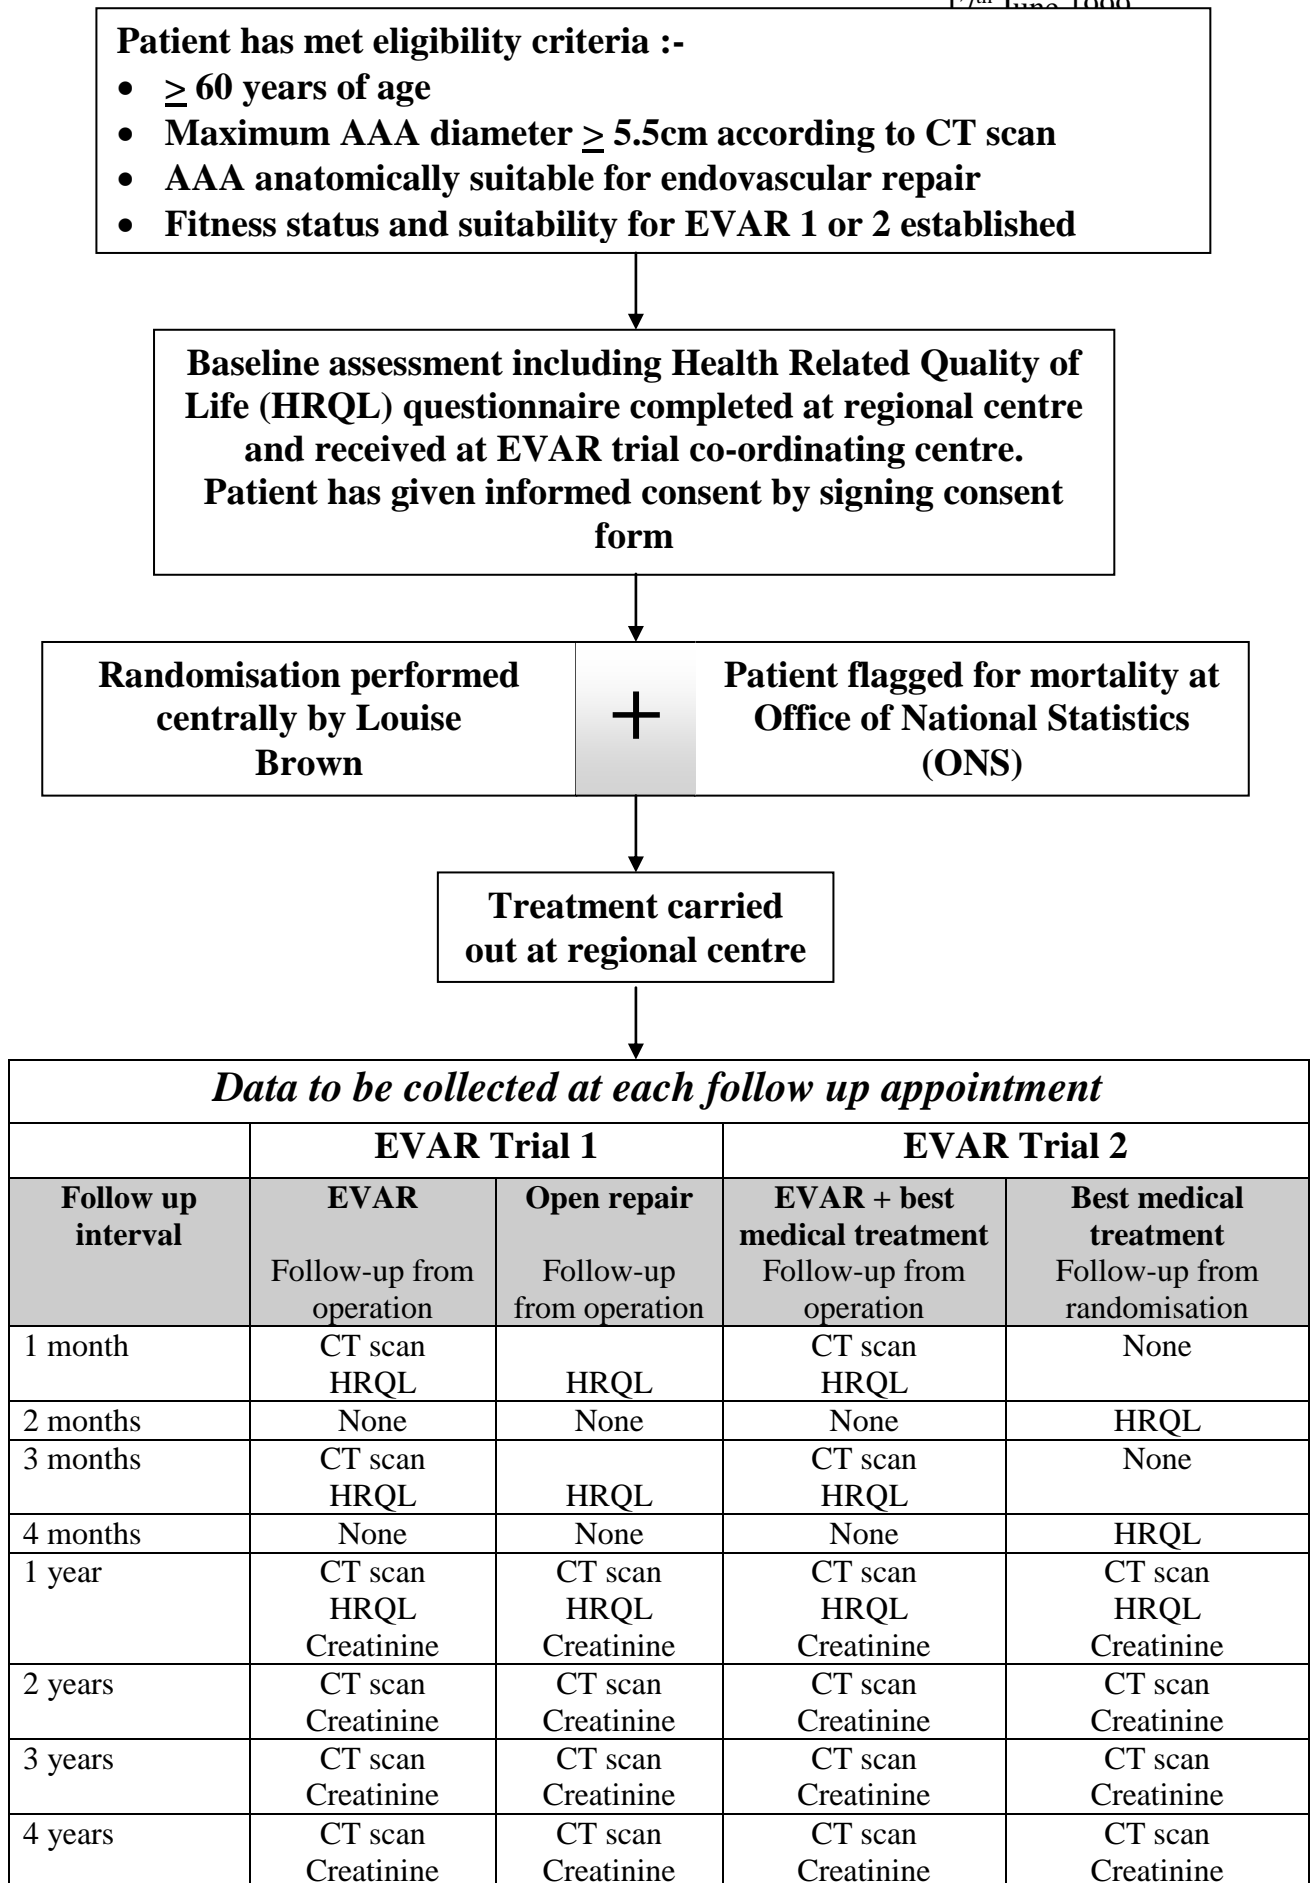 17th June 1999
Patient has met eligibility criteria :-
• ≥ 60 years of age
• Maximum AAA diameter ≥ 5.5cm according to CT scan
• AAA anatomically suitable for endovascular repair
• Fitness status and suitability for EVAR 1 or 2 established
Baseline assessment including Health Related Quality of
Life (HRQL) questionnaire completed at regional centre
and received at EVAR trial co-ordinating centre.
Patient has given informed consent by signing consent
form
Randomisation performed
centrally by Louise
Brown
+
Patient flagged for mortality at
Office of National Statistics
(ONS)
Treatment carried
out at regional centre
Data to be collected at each follow up appointment
EVAR Trial 1 EVAR Trial 2
Follow up EVAR Open repair EVAR + best Best medical
interval medical treatment treatment
Follow-up from Follow-up Follow-up from Follow-up from
operation from operation operation randomisation
1 month CT scan CT scan None
HRQL HRQL HRQL
2 months None None None HRQL
3 months CT scan CT scan None
HRQL HRQL HRQL
4 months None None None HRQL
1 year CT scan CT scan CT scan CT scan
HRQL HRQL HRQL HRQL
Creatinine Creatinine Creatinine Creatinine
2 years CT scan CT scan CT scan CT scan
Creatinine Creatinine Creatinine Creatinine
3 years CT scan CT scan CT scan CT scan
Creatinine Creatinine Creatinine Creatinine
4 years CT scan CT scan CT scan CT scan
Creatinine Creatinine Creatinine Creatinine